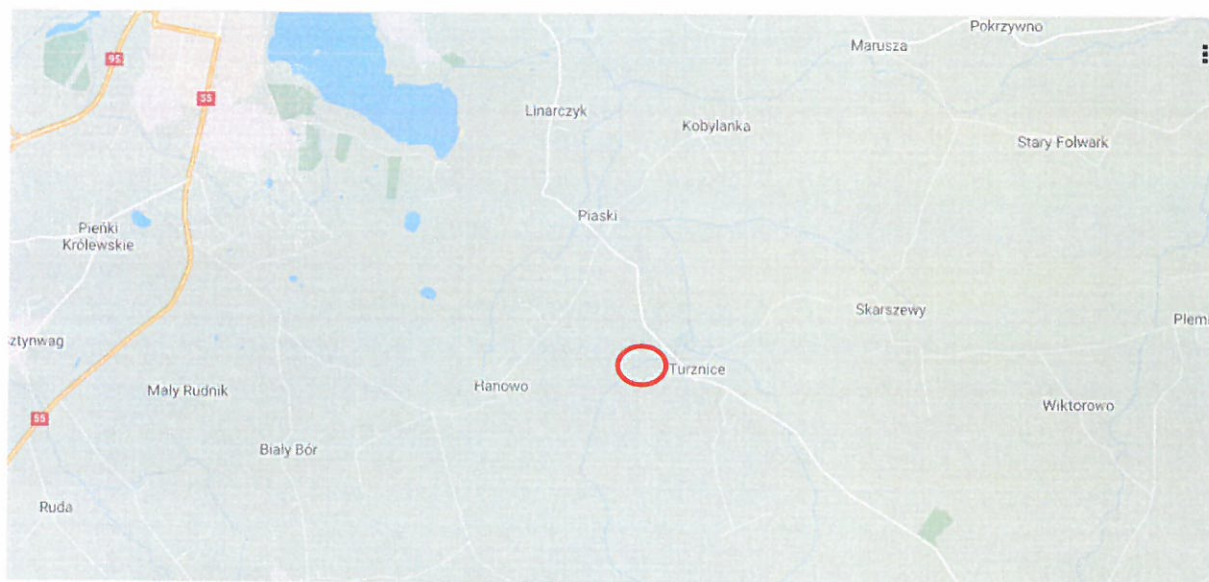 Pokrzywno
Marusza
95
55
Linarczyk
Kobylanka
Stary Folwark
Piaski
Pieńki
Królewskie
Skarszewy
Plemi
sztynwag
Turznice
Hanowo
Mały Rudnik
Wiktorowo
55
Biały Bór
Ruda